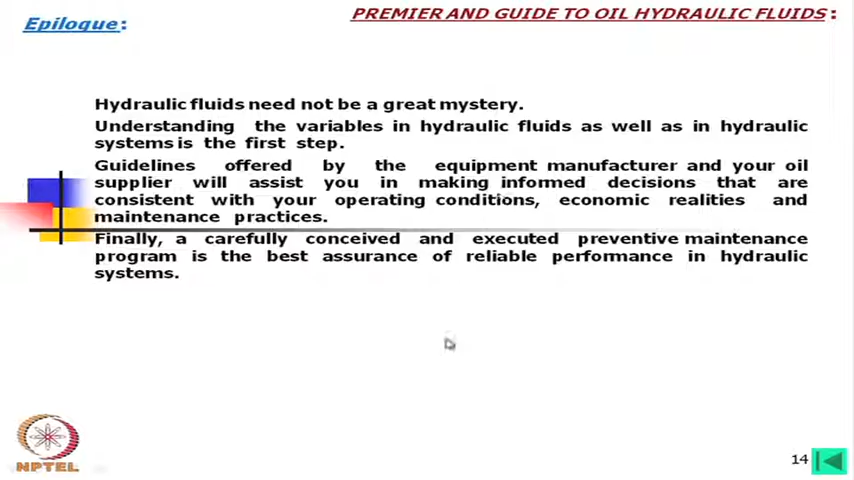 Epilogue:
PREMIER AND GUIDE TO OIL HYDRAULIC FLUIDS:
Hydraulic fluids need not be a great mystery.
Understanding the variables in hydraulic fluids as well as in hydraulic
systems is the first step.
Guidelines offered by the equipment manufacturer and your oil
supplier will assist you in making informed decisions that are
consistent with your operating conditions, economic realities and
maintenance practices.
Finally, a carefully conceived and executed preventive maintenance
program is the best assurance of reliable performance in hydraulic
systems.
NPTEL
14